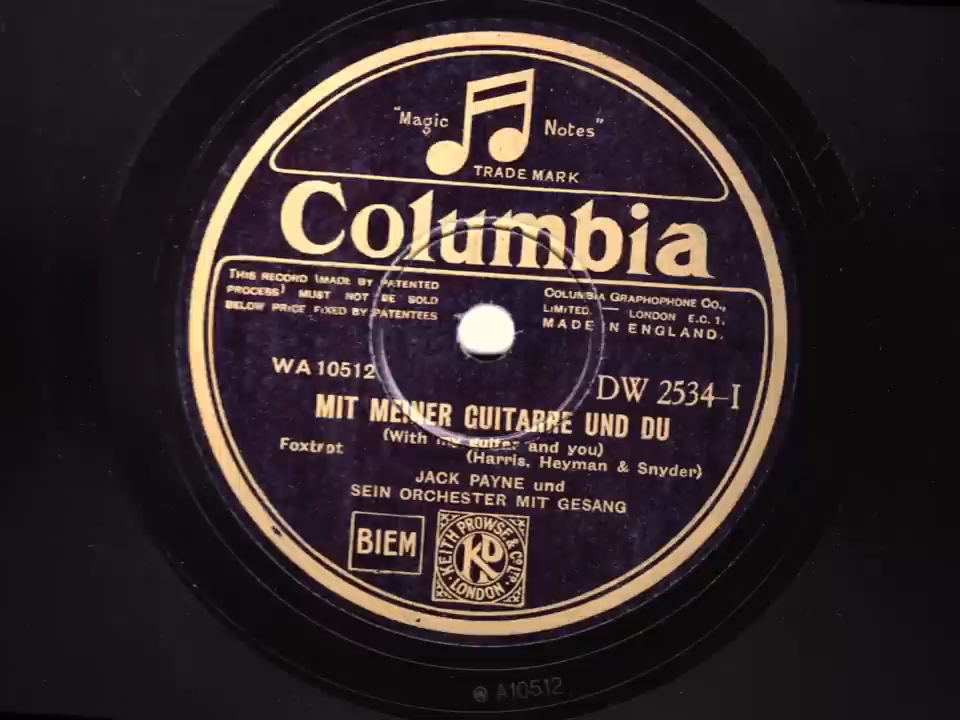 "Magic Notes"
TRADE MARK
Columbia
THIS RECORD (MADE BY PATENTED
PROCESS) MUST NOT BE SOLD
BELOW PRICE FIXED BY PATENTEES
COLUMBIA GRAPHOPHONE CO.,
LIMITED. — LONDON E.C.1.
MADE IN ENGLAND.
WA 10512
DW 2534-I
MIT MEINER GUITARRE UND DU
(With my guitar and you)
Foxtrot
(Harris, Heyman & Snyder)
JACK PAYNE und
SEIN ORCHESTER MIT GESANG
BIEM
KEITH PROWSE & CO LTD.
KP
LONDON
A10512